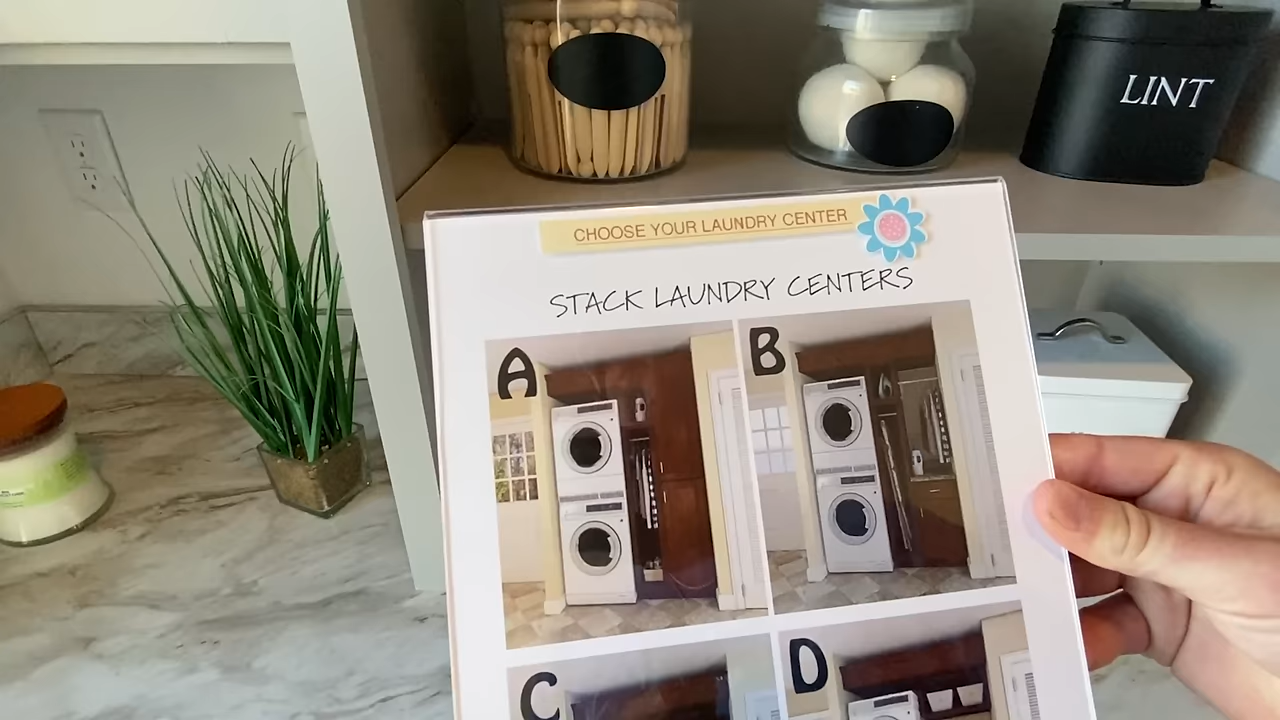 LINT
CHOOSE YOUR LAUNDRY CENTER
STACK LAUNDRY CENTERS
A
B
C
D